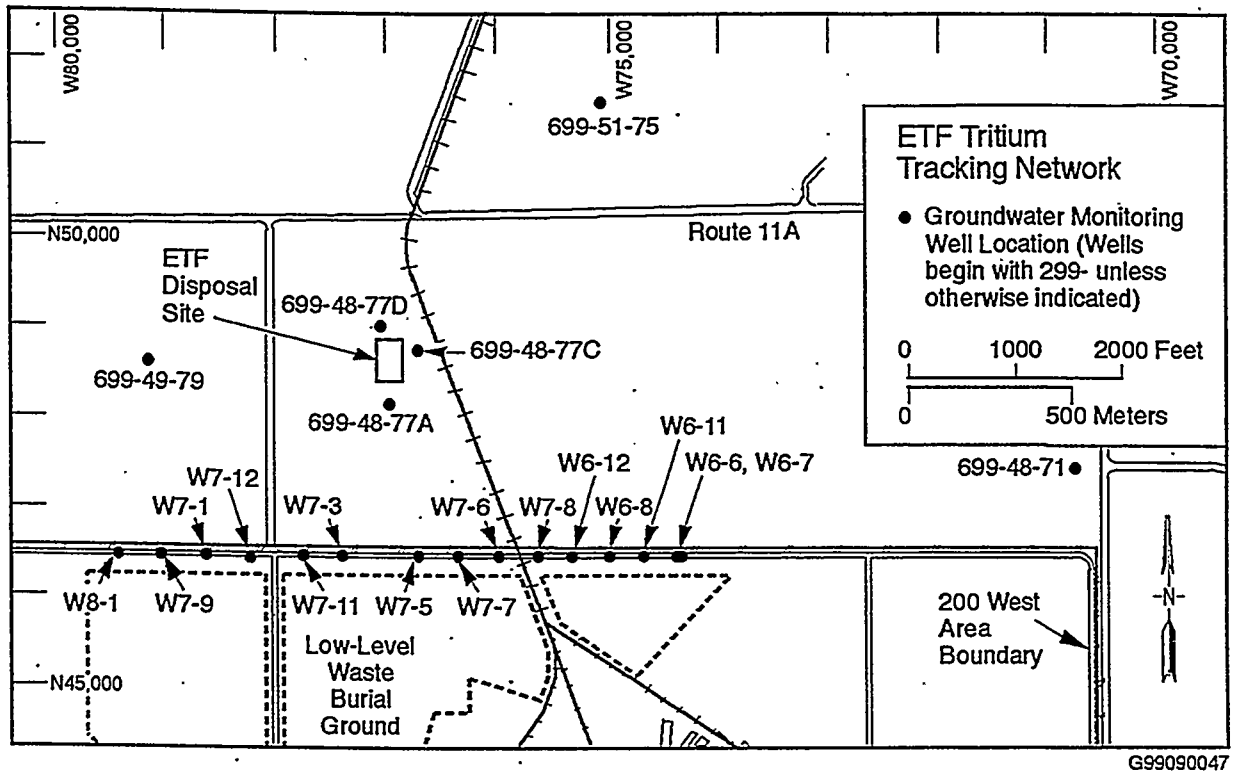 W80,000
W75,000
W70,000
699-51-75
ETF Tritium
Tracking Network
Groundwater Monitoring
Well Location (Wells
begin with 299- unless
otherwise indicated)
0 1000 2000 Feet
0 500 Meters
N50,000
Route 11A
ETF
Disposal
Site
699-48-77D
699-48-77C
699-49-79
699-48-77A
W6-11
W7-12
W6-12
W6-6, W6-7
699-48-71
W7-1
W7-3
W7-6
W7-8
W6-8
W8-1
W7-9
W7-11
W7-5
W7-7
200 West
Area
Boundary
-N-
Low-Level
Waste
Burial
Ground
N45,000
G99090047